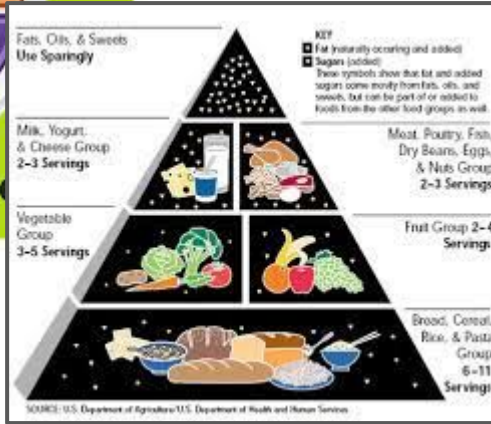 Fats, Oils, & Sweets
Use Sparingly
KEY
Fat (naturally occuring and added)
Sugars (added)
These symbols show that fat and added
sugars come mostly from fats, oils, and
sweets, but can be part of or added to
foods from the other food groups as well.
Milk, Yogurt,
& Cheese Group
2–3 Servings
Meat, Poultry, Fish,
Dry Beans, Eggs,
& Nuts Group
2–3 Servings
Vegetable
Group
3–5 Servings
Fruit Group 2–4
Servings
Bread, Cereal,
Rice, & Pasta
Group
6–11
Servings
SOURCE: U.S. Department of Agriculture/U.S. Department of Health and Human Services